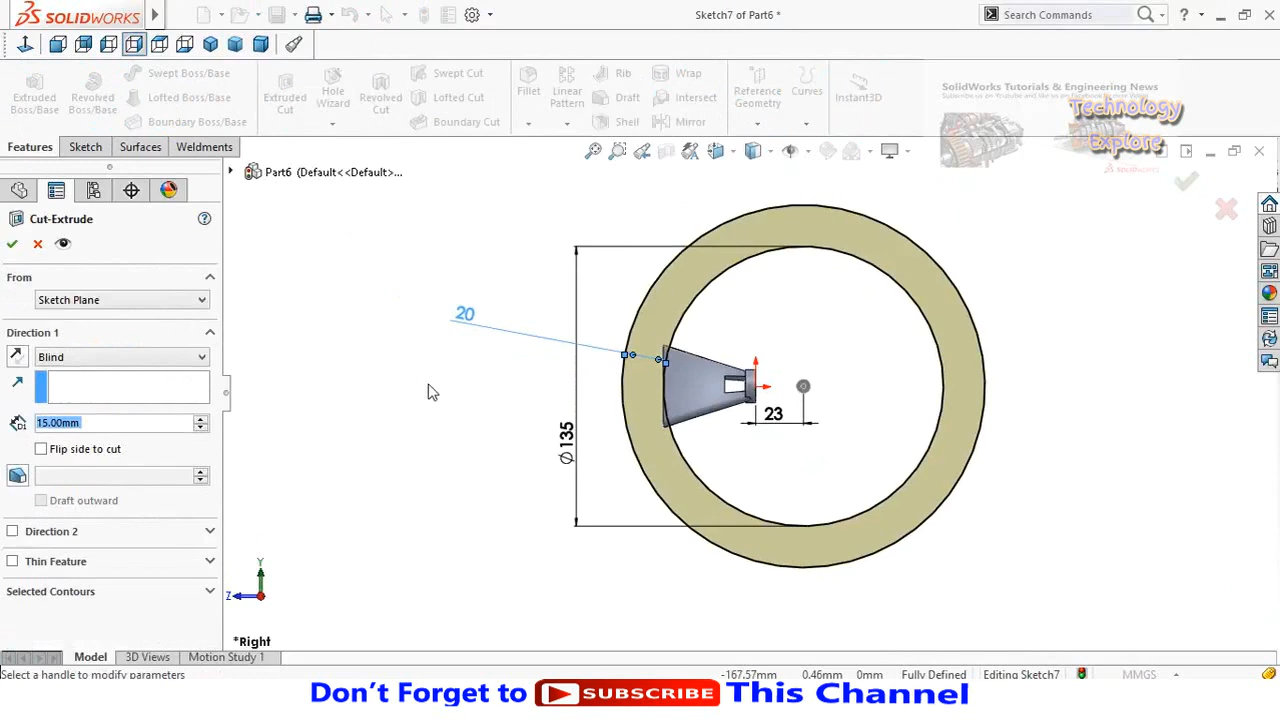 SOLIDWORKS
Sketch7 of Part6 *
Search Commands
Extruded Boss/Base
Revolved Boss/Base
Swept Boss/Base
Lofted Boss/Base
Boundary Boss/Base
Extruded Cut
Hole Wizard
Revolved Cut
Swept Cut
Lofted Cut
Boundary Cut
Fillet
Linear Pattern
Rib
Draft
Shell
Wrap
Intersect
Mirror
Reference Geometry
Curves
Instant3D
SolidWorks Tutorials & Engineering News
Technology
Explore
SOLIDWORKS
Features
Sketch
Surfaces
Weldments
Part6 (Default<<Default>...
Cut-Extrude
From
Sketch Plane
Direction 1
Blind
15.00mm
Flip side to cut
Draft outward
Direction 2
Thin Feature
Selected Contours
20
Ø135
23
Y
Z
*Right
Model
3D Views
Motion Study 1
Select a handle to modify parameters
-167.57mm
0.46mm
0mm
Fully Defined
Editing Sketch7
MMGS
Don't Forget to SUBSCRIBE This Channel